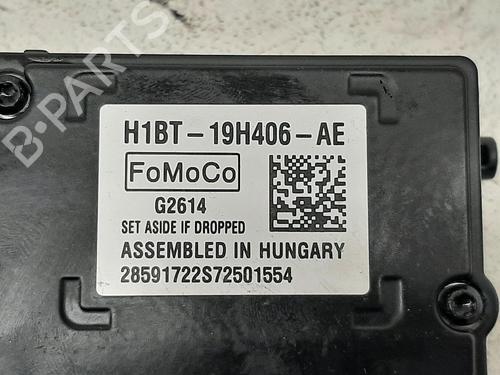 B-PARTS
H1BT-19H406-AE
FoMoCo
G2614
SET ASIDE IF DROPPED
ASSEMBLED IN HUNGARY
28591722S72501554